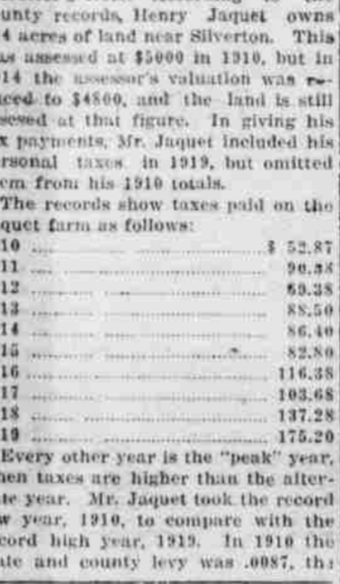 unty records, Henry Jaquet owns
4 acres of land near Silverton. This
as assessed at $5000 in 1910, but in
14 the assessor's valuation was re-
uced to $4800, and the land is still
sessed at that figure. In giving his
x payments, Mr. Jaquet included his
rsonal taxes in 1919, but omitted
em from his 1910 totals.
The records show taxes paid on the
quet farm as follows:
10 .... $ 52.87
11 .... 90.38
12 .... 69.38
13 .... 88.50
14 .... 86.40
15 .... 82.80
16 .... 116.38
17 .... 103.68
18 .... 137.28
19 .... 175.20
Every other year is the "peak" year,
hen taxes are higher than the alter-
te year. Mr. Jaquet took the record
w year, 1910, to compare with the
cord high year, 1919. In 1910 the
ate and county levy was .0087, the